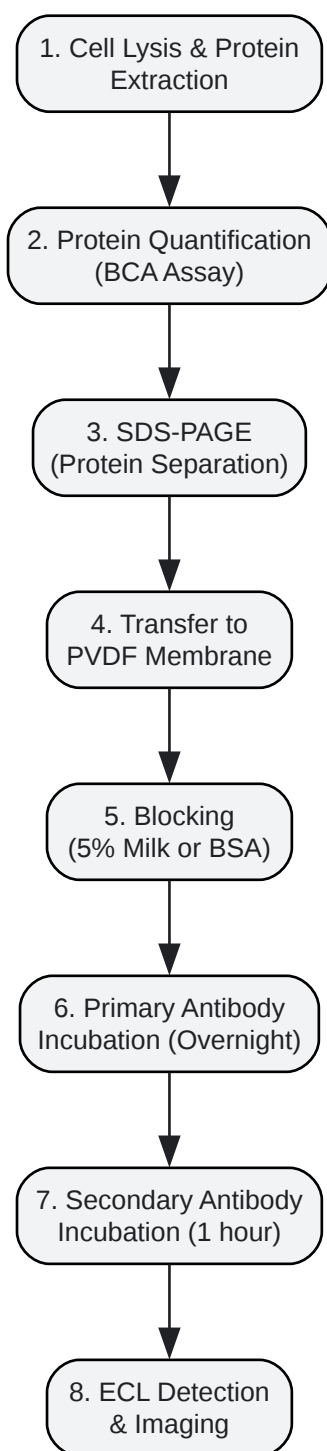 1. Cell Lysis & Protein
Extraction
2. Protein Quantification
(BCA Assay)
3. SDS-PAGE
(Protein Separation)
4. Transfer to
PVDF Membrane
5. Blocking
(5% Milk or BSA)
6. Primary Antibody
Incubation (Overnight)
7. Secondary Antibody
Incubation (1 hour)
8. ECL Detection
& Imaging